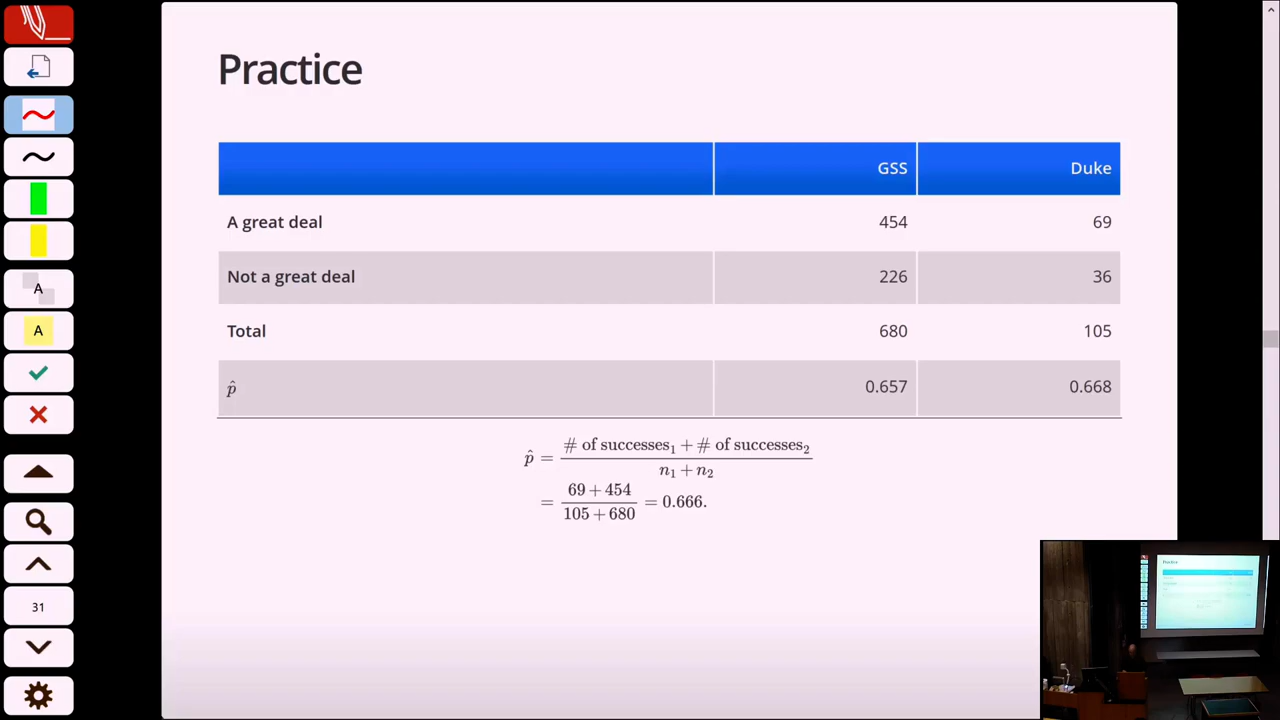 Practice
GSS Duke
A great deal 454 69
Not a great deal 226 36
Total 680 105
p̂ 0.657 0.668
p̂ = (# of successes₁ + # of successes₂) / (n₁ + n₂)
= (69 + 454) / (105 + 680) = 0.666.
A
A
31
Practice